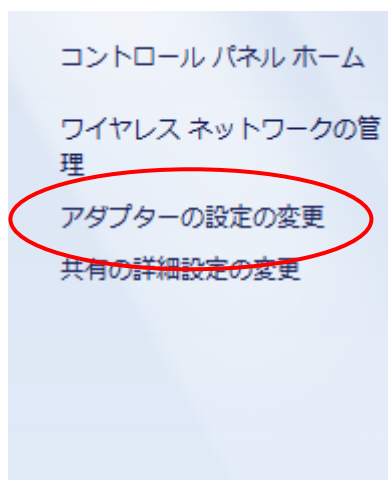 コントロール パネル ホーム
ワイヤレス ネットワークの管
理
アダプターの設定の変更
共有の詳細設定の変更